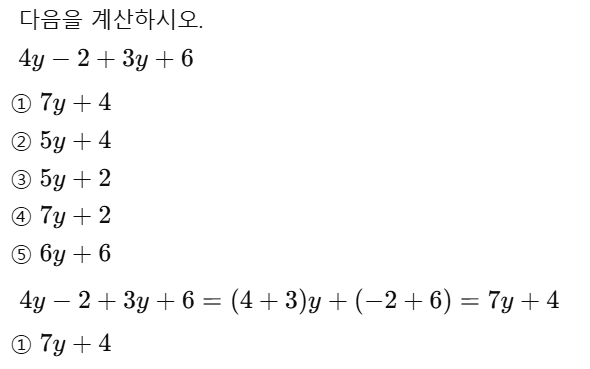 다음을 계산하시오.
4y − 2 + 3y + 6
① 7y + 4
② 5y + 4
③ 5y + 2
④ 7y + 2
⑤ 6y + 6
4y − 2 + 3y + 6 = (4 + 3)y + (−2 + 6) = 7y + 4
① 7y + 4